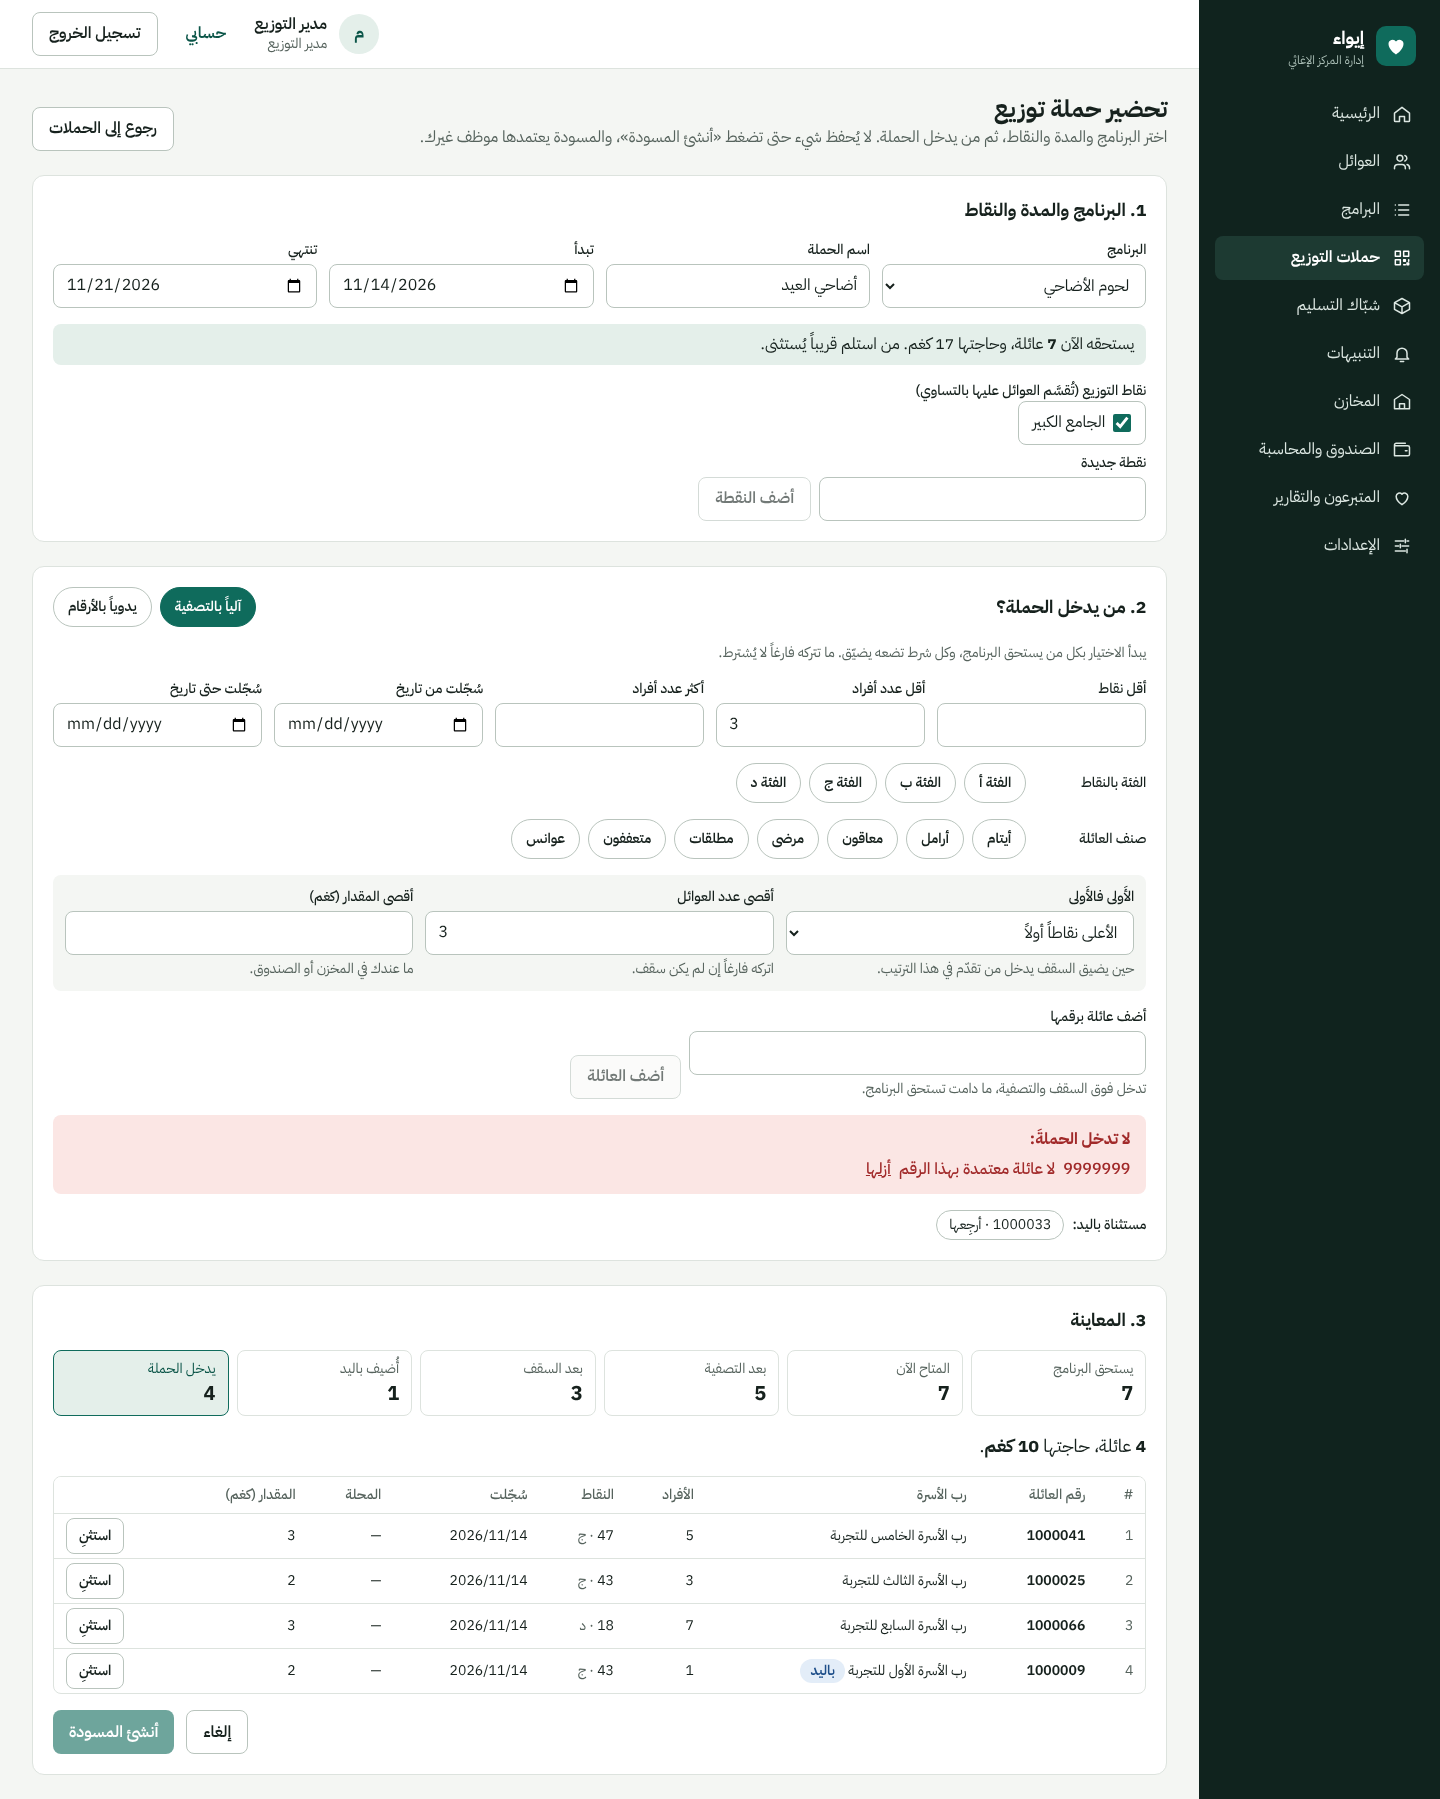 إيواء
إدارة المركز الإغاثي
الرئيسية
العوائل
البرامج
حملات التوزيع
شبّاك التسليم
التنبيهات
المخازن
الصندوق والمحاسبة
المتبرعون والتقارير
الإعدادات
م
مدير التوزيع
مدير التوزيع
حسابي
تسجيل الخروج
تحضير حملة توزيع
اختر البرنامج والمدة والنقاط، ثم من يدخل الحملة. لا يُحفظ شيء حتى تضغط «أنشئ المسودة»، والمسودة يعتمدها موظف غيرك.
رجوع إلى الحملات
1. البرنامج والمدة والنقاط
البرنامج اسم الحملة تبدأ تنتهي
لحوم الأضاحي أضاحي العيد 11/14/2026 11/21/2026
يستحقه الآن 7 عائلة، وحاجتها 17 كغم. من استلم قريباً يُستثنى.
نقاط التوزيع (تُقسَّم العوائل عليها بالتساوي)
الجامع الكبير
نقطة جديدة
أضف النقطة
2. من يدخل الحملة؟
آلياً بالتصفية يدوياً بالأرقام
يبدأ الاختيار بكل من يستحق البرنامج، وكل شرط تضعه يضيّق. ما تتركه فارغاً لا يُشترط.
أقل نقاط أقل عدد أفراد أكثر عدد أفراد سُجّلت من تاريخ سُجّلت حتى تاريخ
3 mm/dd/yyyy mm/dd/yyyy
الفئة بالنقاط الفئة أ الفئة ب الفئة ج الفئة د
صنف العائلة أيتام أرامل معاقون مرضى مطلقات متعففون عوانس
الأَولى فالأَولى أقصى عدد العوائل أقصى المقدار (كغم)
الأعلى نقاطاً أولاً 3
حين يضيق السقف يدخل من تقدّم في هذا الترتيب. اتركه فارغاً إن لم يكن سقف. ما عندك في المخزن أو الصندوق.
أضف عائلة برقمها
أضف العائلة
تدخل فوق السقف والتصفية، ما دامت تستحق البرنامج.
لا تدخل الحملةَ:
9999999 لا عائلة معتمدة بهذا الرقم أزلها
مستثناة باليد: 1000033 · أرجِعها
3. المعاينة
يستحق البرنامج المتاح الآن بعد التصفية بعد السقف أُضيف باليد يدخل الحملة
7 7 5 3 1 4
4 عائلة، حاجتها 10 كغم.
# رقم العائلة رب الأسرة الأفراد النقاط سُجّلت المحلة المقدار (كغم)
1 1000041 رب الأسرة الخامس للتجربة 5 47 · ج 2026/11/14 — 3 استثنِ
2 1000025 رب الأسرة الثالث للتجربة 3 43 · ج 2026/11/14 — 2 استثنِ
3 1000066 رب الأسرة السابع للتجربة 7 18 · د 2026/11/14 — 3 استثنِ
4 1000009 رب الأسرة الأول للتجربة باليد 1 43 · ج 2026/11/14 — 2 استثنِ
إلغاء أنشئ المسودة